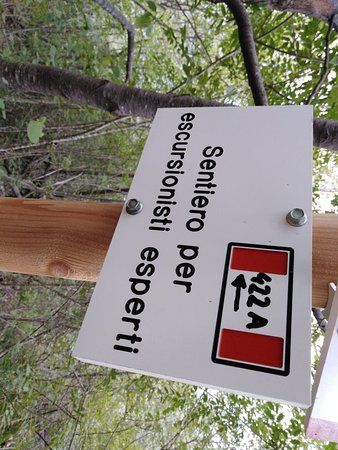 422A
Sentiero per
escursionisti esperti